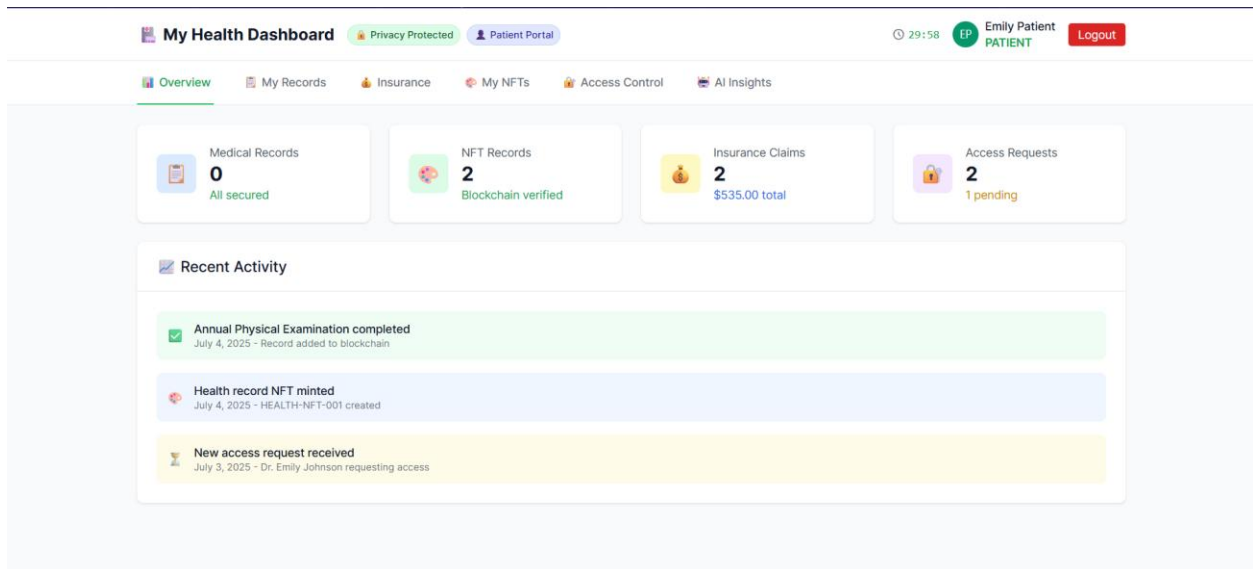 My Health Dashboard
Privacy Protected
Patient Portal
29:58
EP
Emily Patient
PATIENT
Logout
Overview
My Records
Insurance
My NFTs
Access Control
AI Insights
Medical Records
0
All secured
NFT Records
2
Blockchain verified
Insurance Claims
2
$535.00 total
Access Requests
2
1 pending
Recent Activity
Annual Physical Examination completed
July 4, 2025 - Record added to blockchain
Health record NFT minted
July 4, 2025 - HEALTH-NFT-001 created
New access request received
July 3, 2025 - Dr. Emily Johnson requesting access